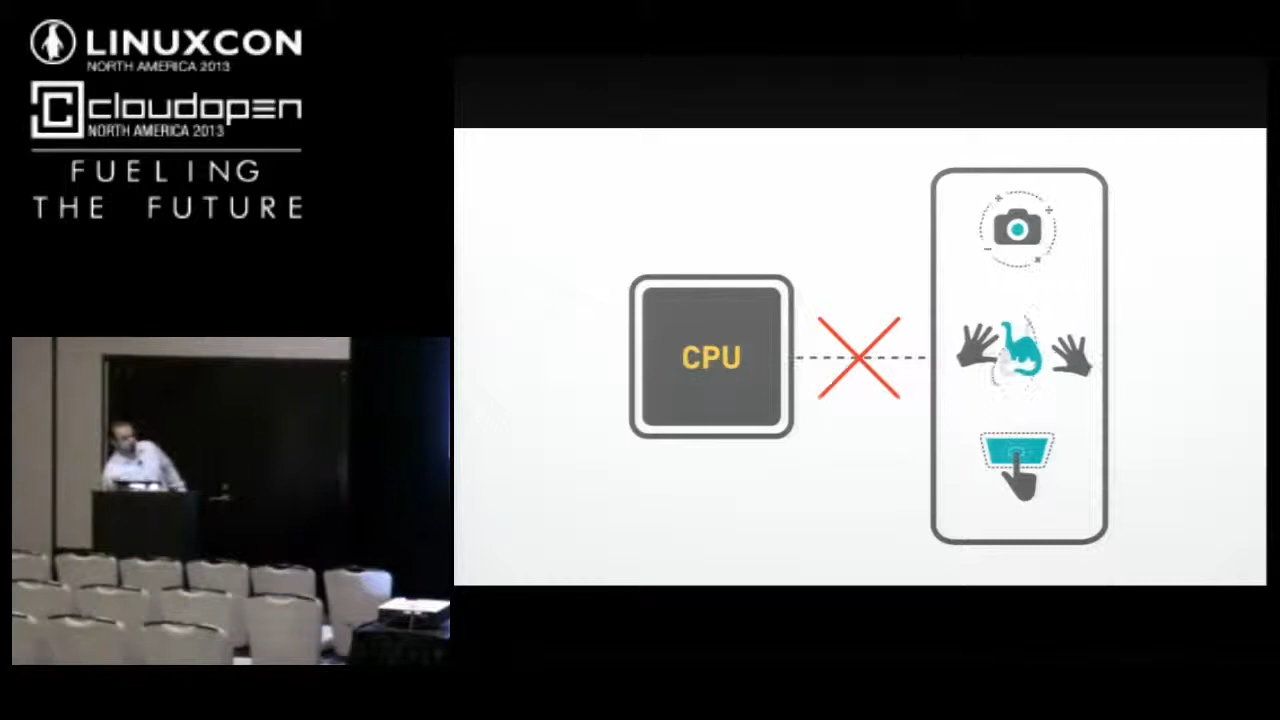 LINUXCON
NORTH AMERICA 2013
cloudopen
NORTH AMERICA 2013
FUELING
THE FUTURE
CPU